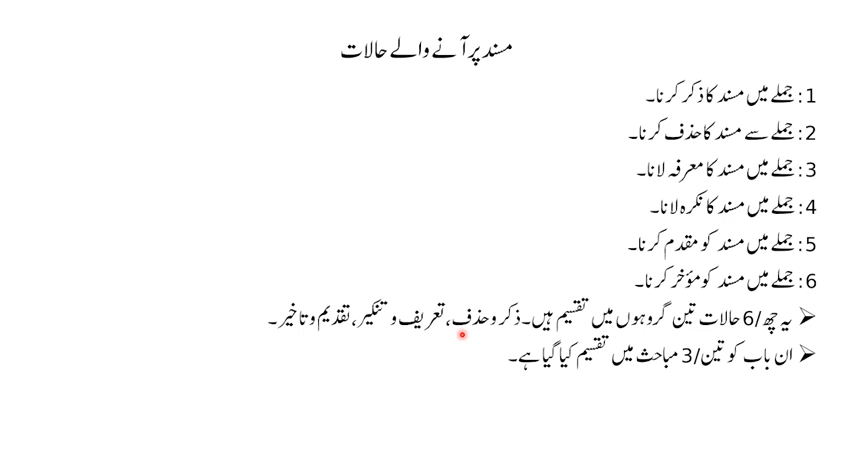 مسند پر آنے والے حالات
1: جملے میں مسند کا ذکر کرنا۔
2: جملے سے مسند کا حذف کرنا۔
3: جملے میں مسند کا معرفہ لانا۔
4: جملے میں مسند کا نکرہ لانا۔
5: جملے میں مسند کو مقدم کرنا۔
6: جملے میں مسند کو مؤخر کرنا۔
➢ یہ چھ/6 حالات تین گروہوں میں تقسیم ہیں۔ ذکر و حذف، تعریف و تنکیر، تقدیم و تاخیر۔
➢ ان باب کو تین/3 مباحث میں تقسیم کیا گیا ہے۔